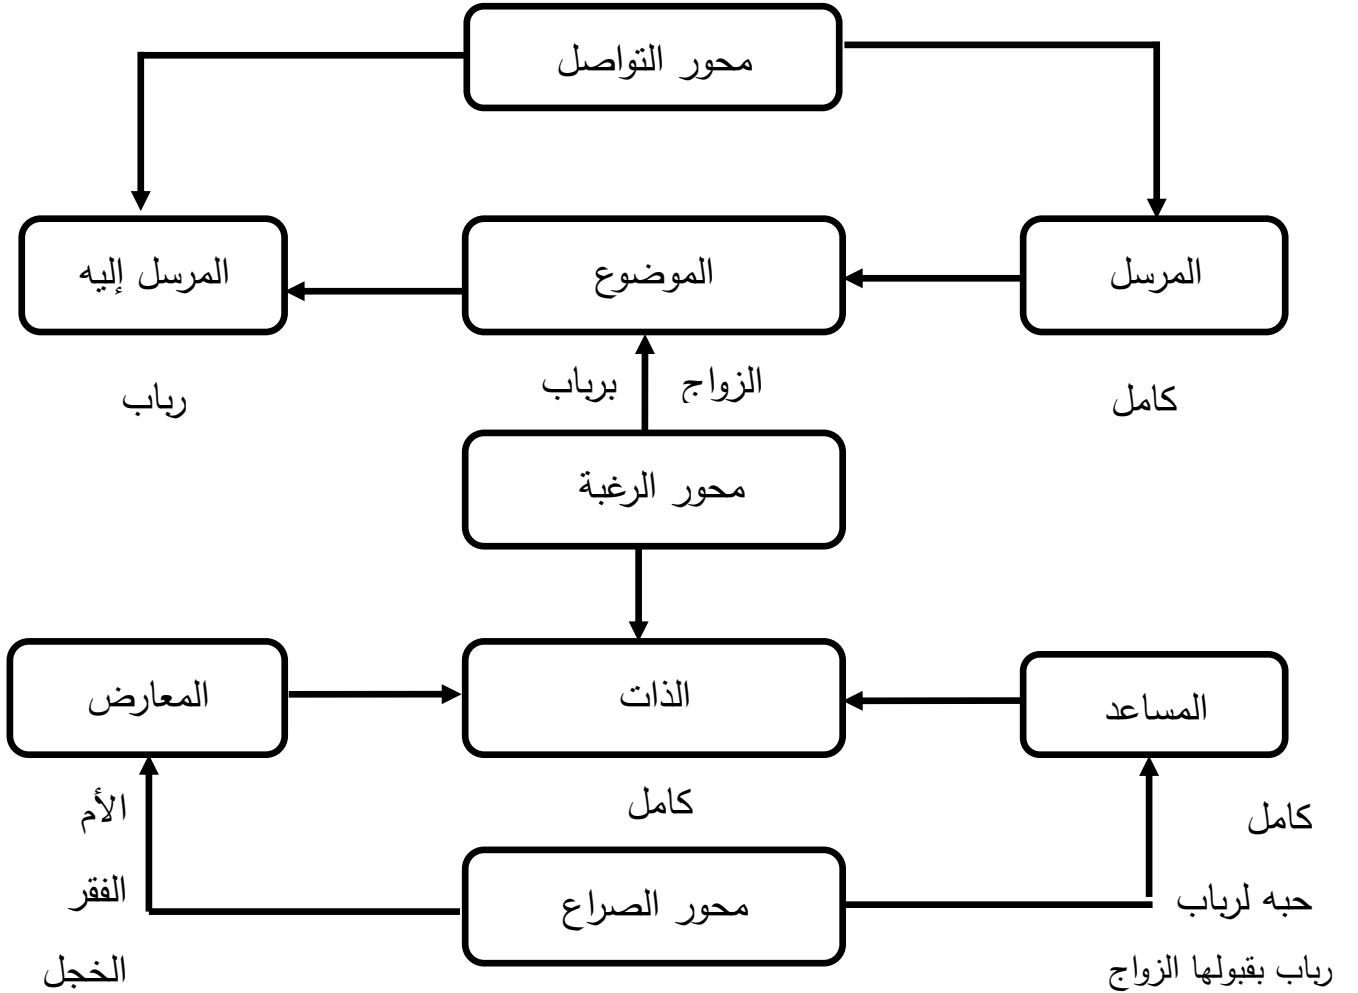 محور التواصل
المرسل
الموضوع
المرسل إليه
كامل
الزواج برباب
رباب
محور الرغبة
المساعد
الذات
المعارض
كامل
كامل
الأم
حبه لرباب
محور الصراع
الفقر
رباب بقبولها الزواج
الخجل